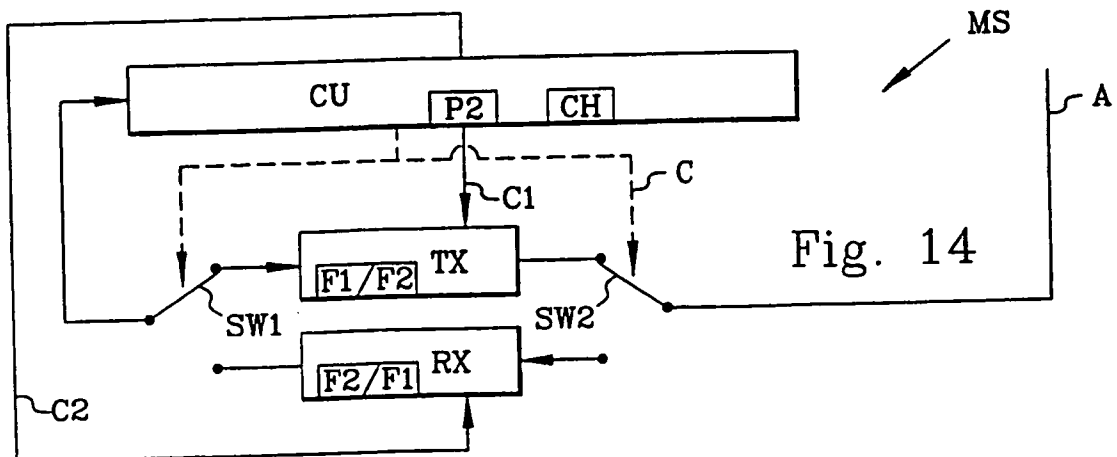 MS
CU
P2
CH
A
C
C1
F1/F2
TX
Fig. 14
SW1
SW2
F2/F1
RX
C2